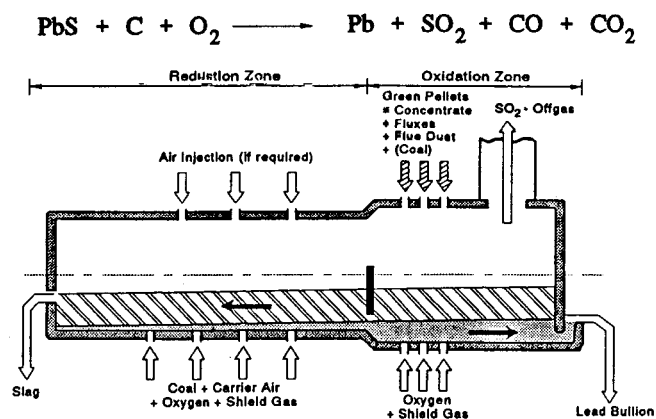 PbS + C + O₂ ⟶ Pb + SO₂ + CO + CO₂
Reduction Zone
Oxidation Zone
Green Pellets
= Concentrate
+ Fluxes
+ Flue Dust
+ (Coal)
SO₂ - Offgas
Air Injection (if required)
Slag
Coal + Carrier Air
+ Oxygen + Shield Gas
Oxygen
+ Shield Gas
Lead Bullion